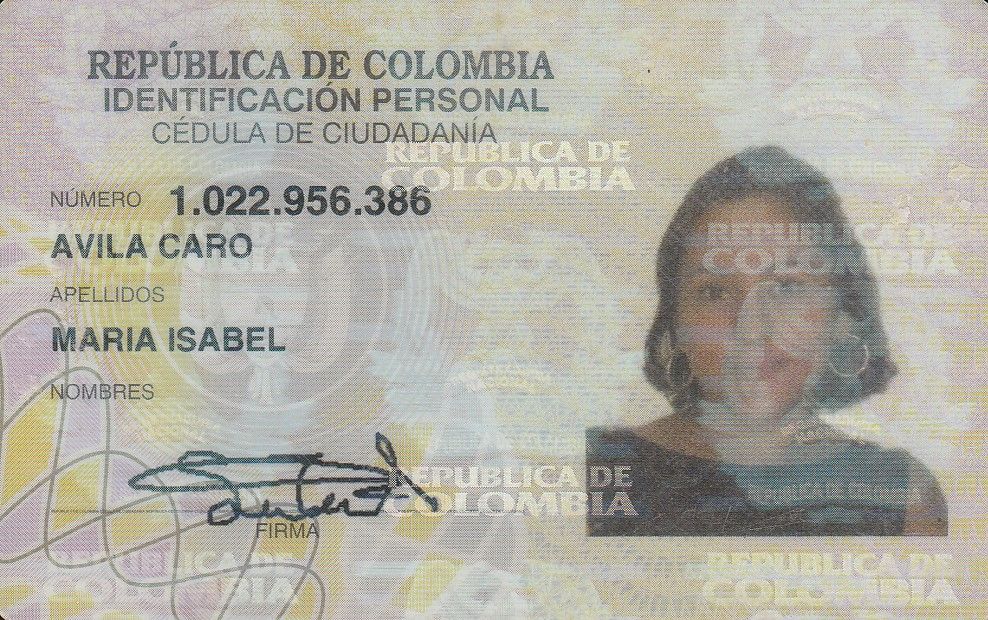 REPÚBLICA DE COLOMBIA
IDENTIFICACIÓN PERSONAL
CÉDULA DE CIUDADANÍA
REPUBLICA DE
COLOMBIA
NÚMERO 1.022.956.386
AVILA CARO
REPUBLICA DE
COLOMBIA
APELLIDOS
MARIA ISABEL
NOMBRES
REPUBLICA DE
COLOMBIA
FIRMA
REPUBLICA DE
COLOMBIA
REPUBLICA DE
COLOMBIA